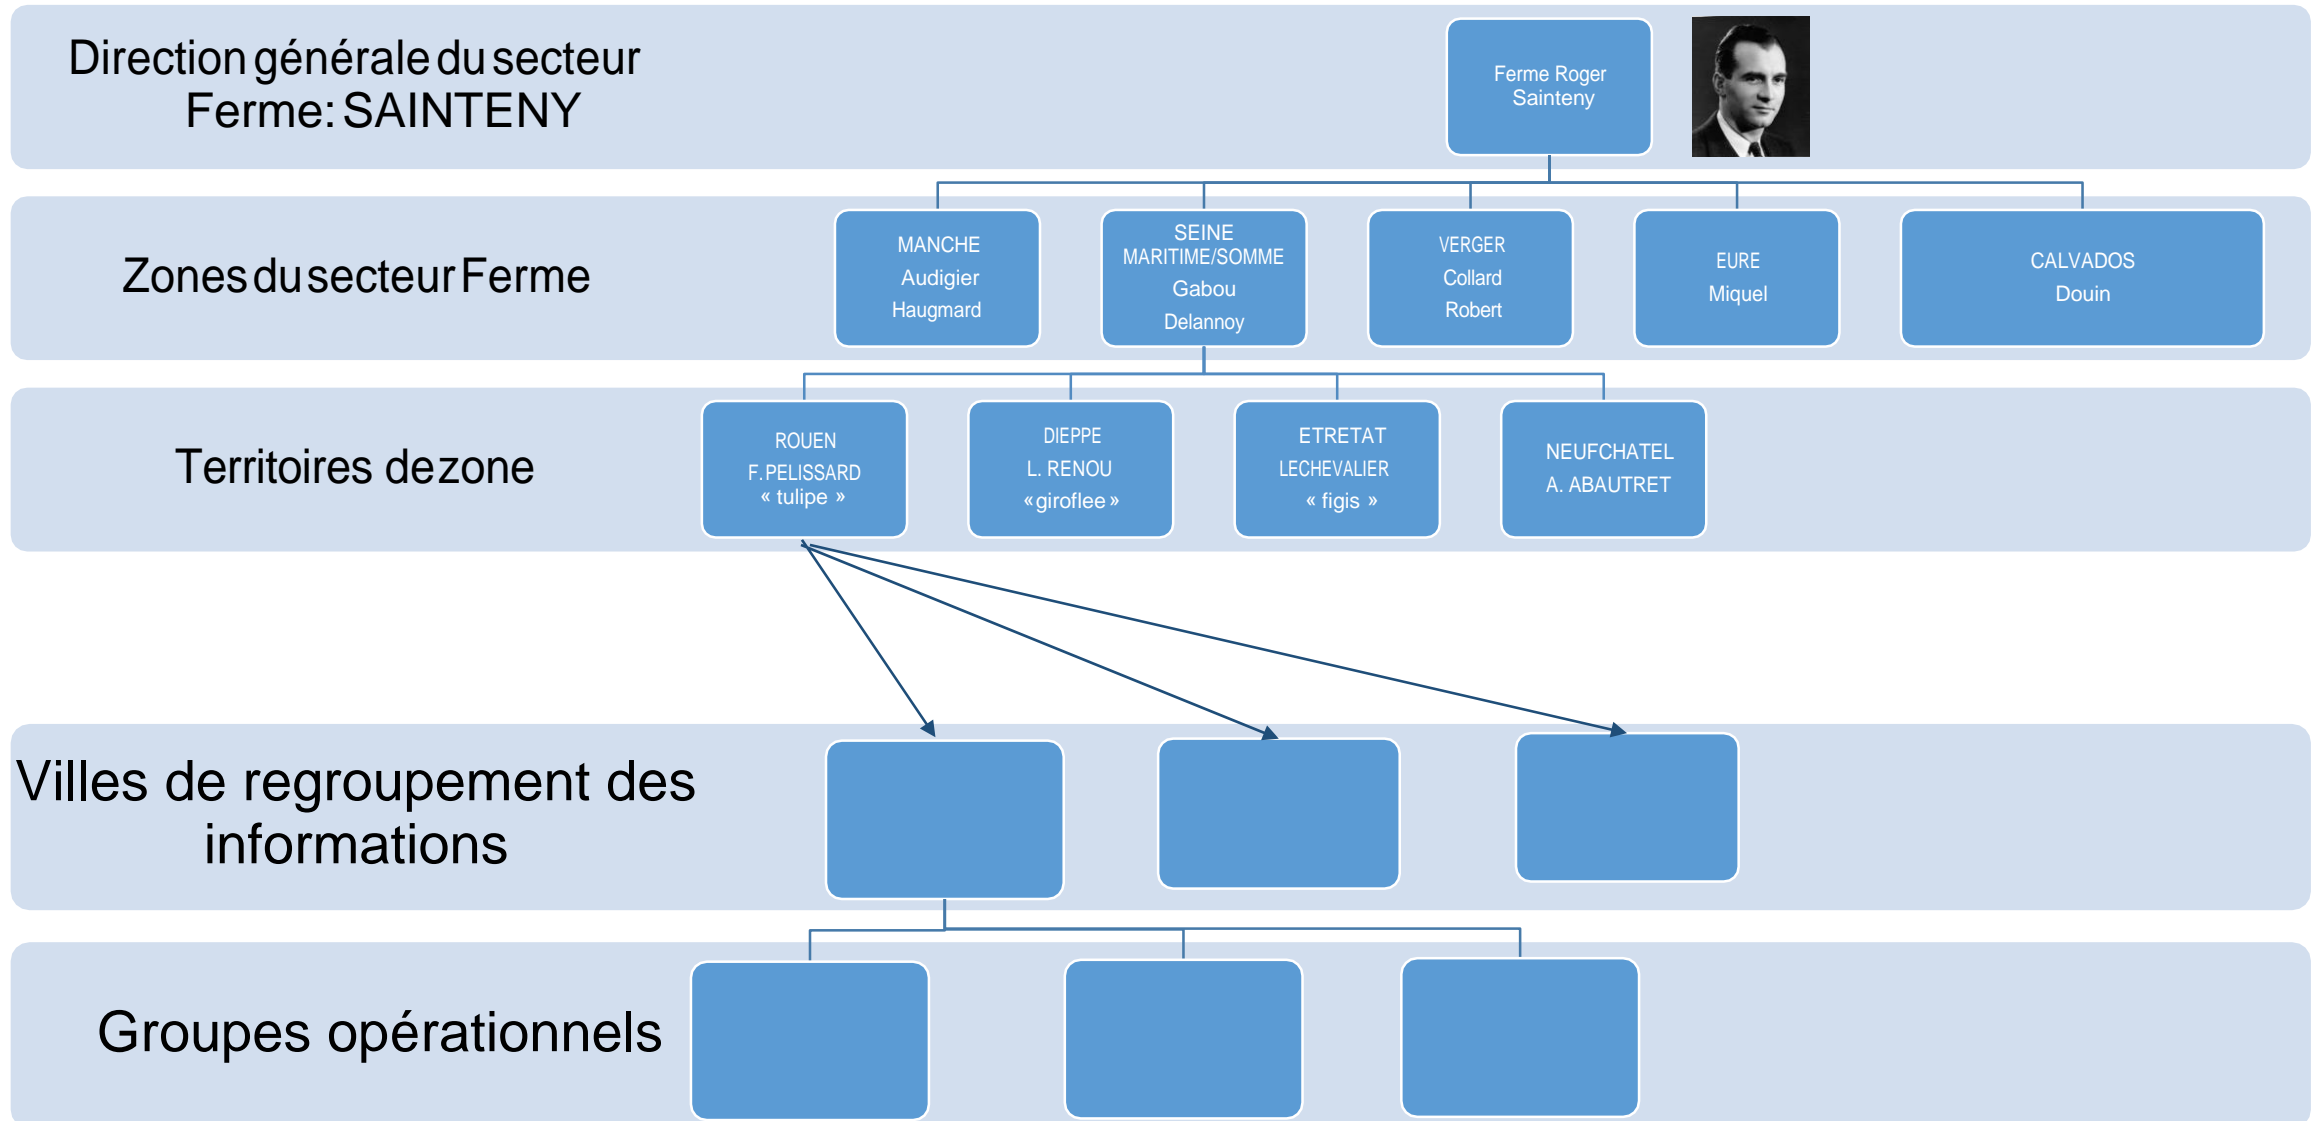 Direction générale du secteur
Ferme: SAINTENY
Ferme Roger
Sainteny
Zones du secteur Ferme
MANCHE
Audigier
Haugmard
SEINE
MARITIME/SOMME
Gabou
Delannoy
VERGER
Collard
Robert
EURE
Miquel
CALVADOS
Douin
Territoires de zone
ROUEN
F. PELISSARD
« tulipe »
DIEPPE
L. RENOU
«giroflee»
ETRETAT
LECHEVALIER
« figis »
NEUFCHATEL
A. ABAUTRET
Villes de regroupement des
informations
Groupes opérationnels